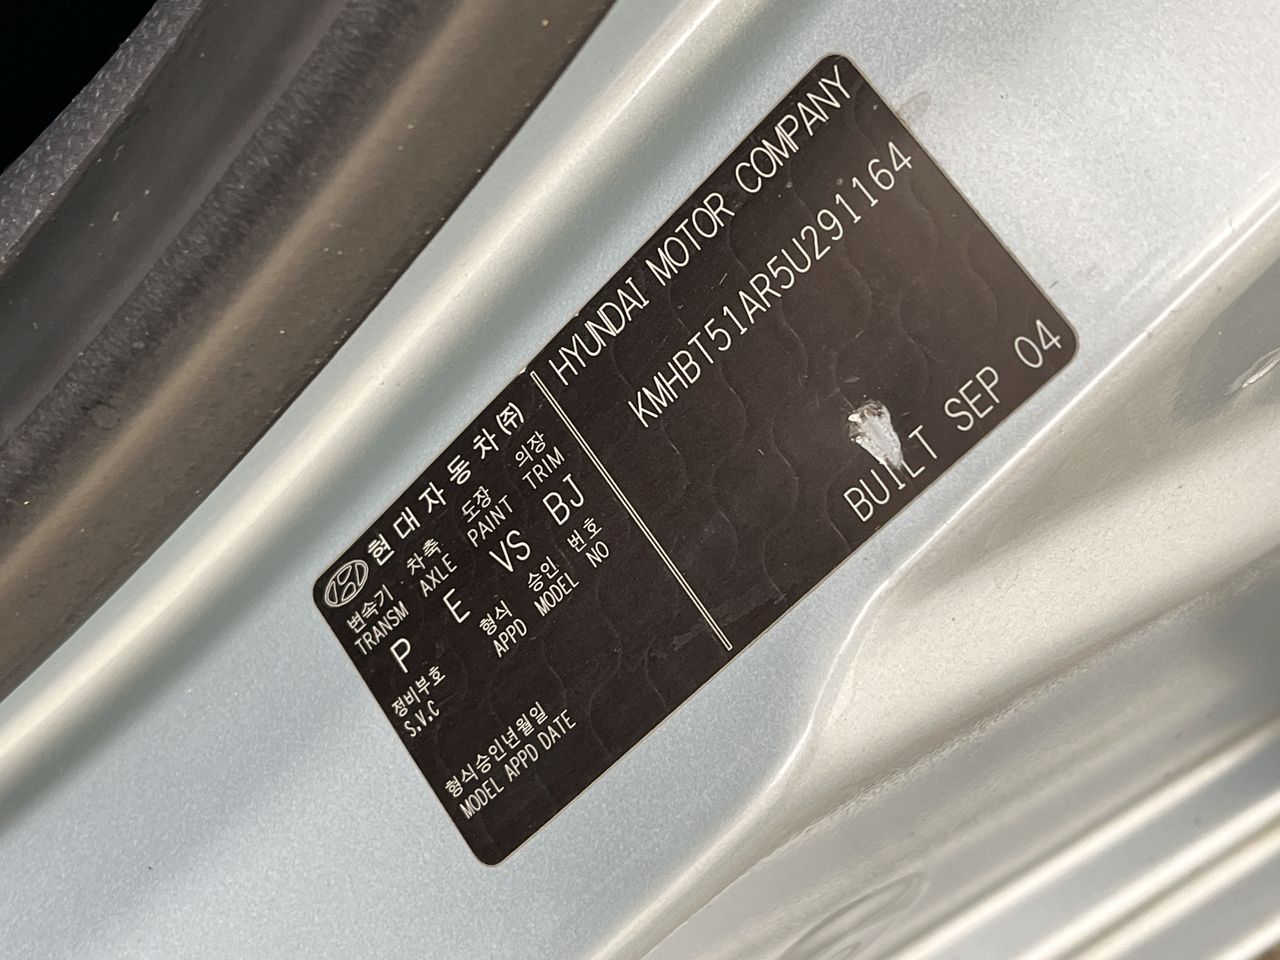 현대자동차(주)
변속기 차축 도장 의장
TRANSM AXLE PAINT TRIM
P E VS BJ
정비부호 형식 승인 번호
S.V.C APPD MODEL NO
형식승인년월일
MODEL APPD DATE
HYUNDAI MOTOR COMPANY
KMHBT51AR5U291164
BUILT SEP 04